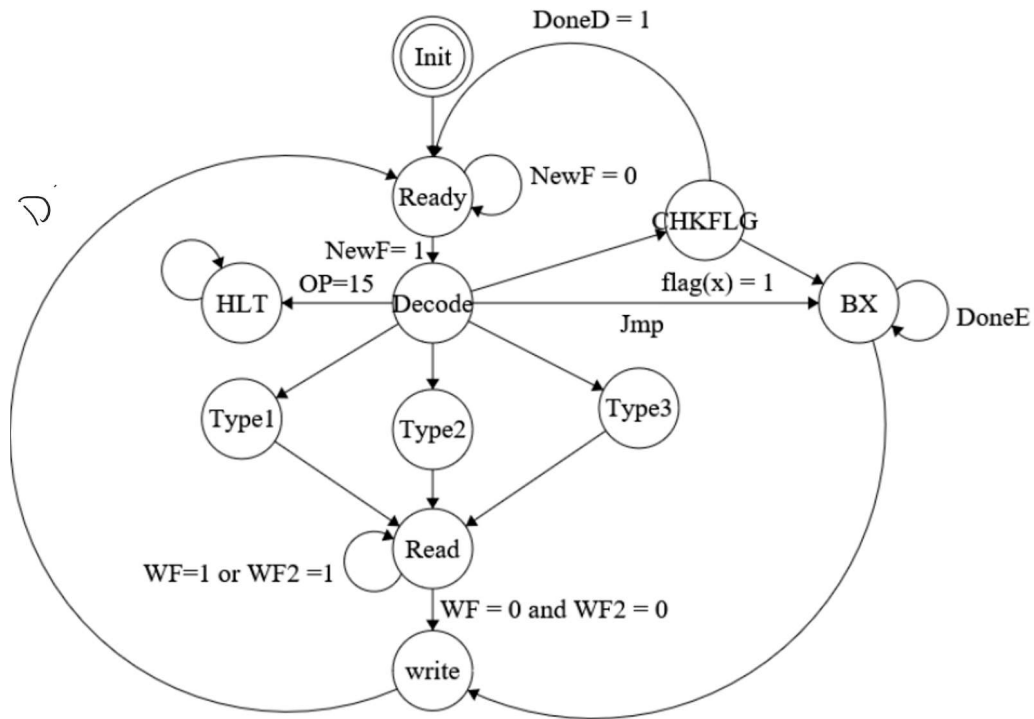 DoneD = 1
Init
NewF = 0
Ready
CHKFLG
D
NewF= 1
OP=15
flag(x) = 1
HLT
Decode
BX
Jmp
DoneE
Type1
Type2
Type3
Read
WF=1 or WF2 =1
WF = 0 and WF2 = 0
write